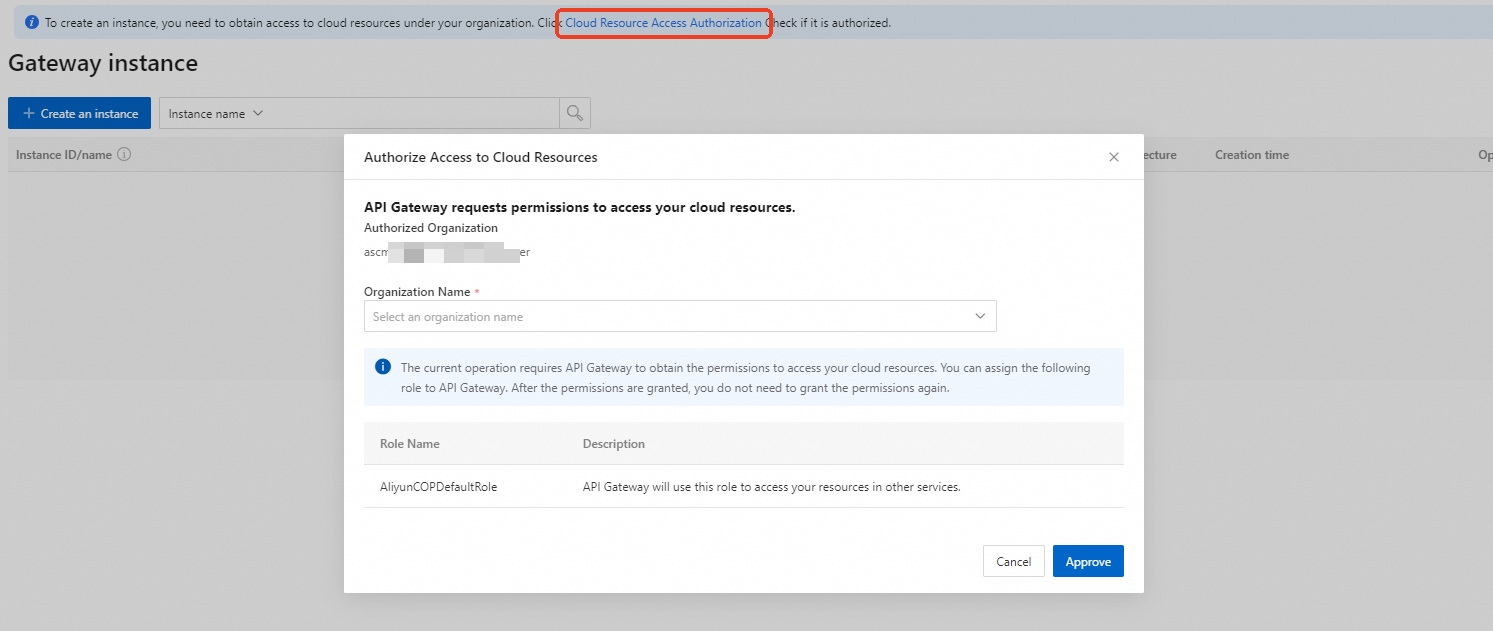 To create an instance, you need to obtain access to cloud resources under your organization. Click Cloud Resource Access Authorization Check if it is authorized.
Gateway instance
Create an instance
Instance name
Instance ID/name
ecture
Creation time
Op
Authorize Access to Cloud Resources
API Gateway requests permissions to access your cloud resources.
Authorized Organization
ascm er
Organization Name *
Select an organization name
The current operation requires API Gateway to obtain the permissions to access your cloud resources. You can assign the following
role to API Gateway. After the permissions are granted, you do not need to grant the permissions again.
Role Name Description
AliyunCOPDefaultRole API Gateway will use this role to access your resources in other services.
Cancel Approve